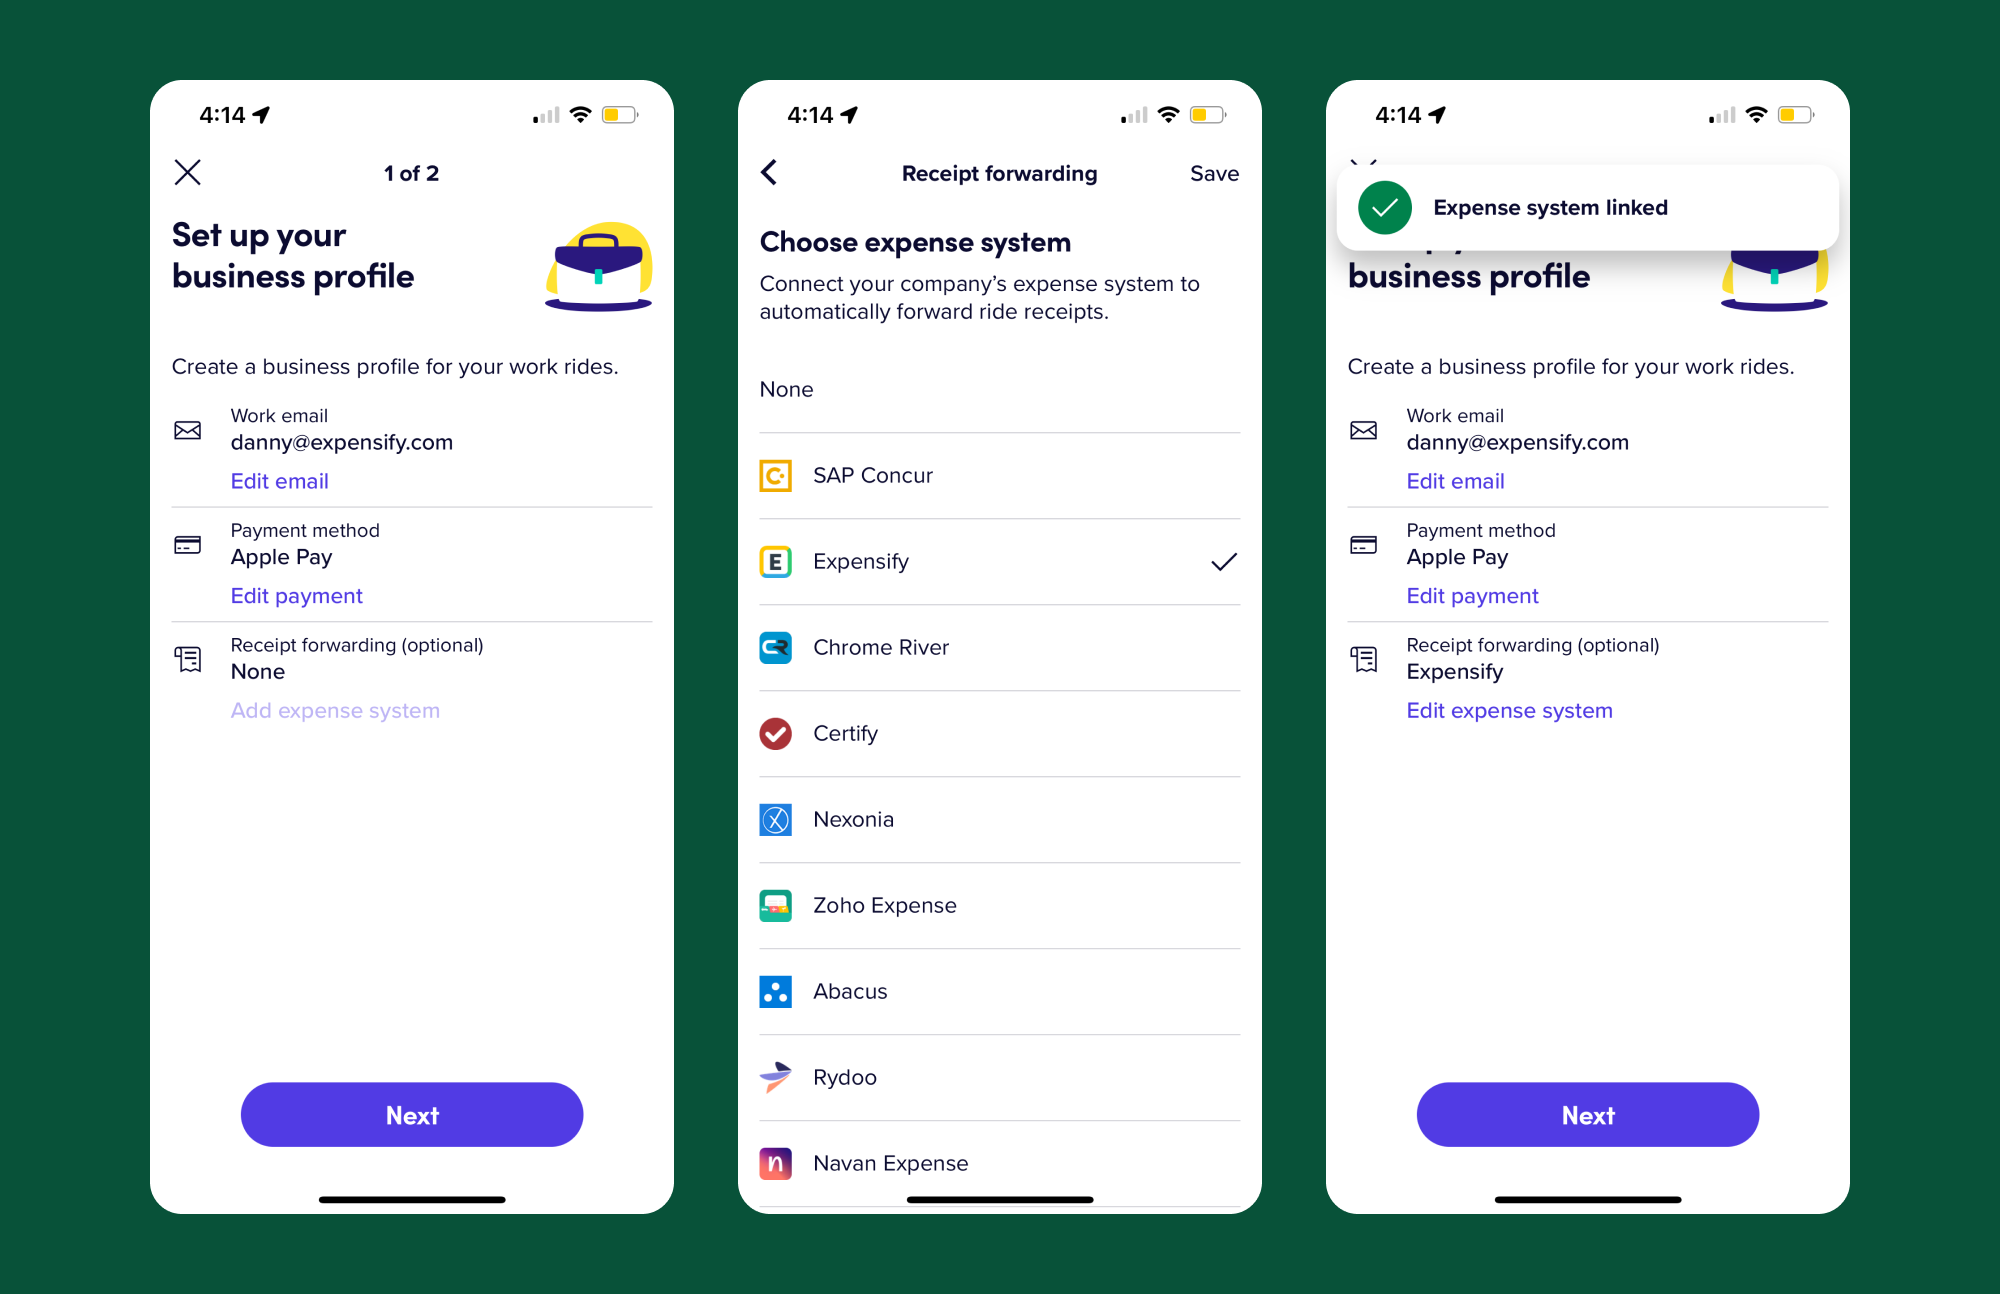 4:14
1 of 2
Set up your
business profile
Create a business profile for your work rides.
Work email
danny@expensify.com
Edit email
Payment method
Apple Pay
Edit payment
Receipt forwarding (optional)
None
Add expense system
Next
4:14
Receipt forwarding
Save
Choose expense system
Connect your company’s expense system to
automatically forward ride receipts.
None
SAP Concur
E
Expensify
CR
Chrome River
Certify
X
Nexonia
Zoho Expense
Abacus
Rydoo
n
Navan Expense
4:14
Expense system linked
business profile
Create a business profile for your work rides.
Work email
danny@expensify.com
Edit email
Payment method
Apple Pay
Edit payment
Receipt forwarding (optional)
Expensify
Edit expense system
Next